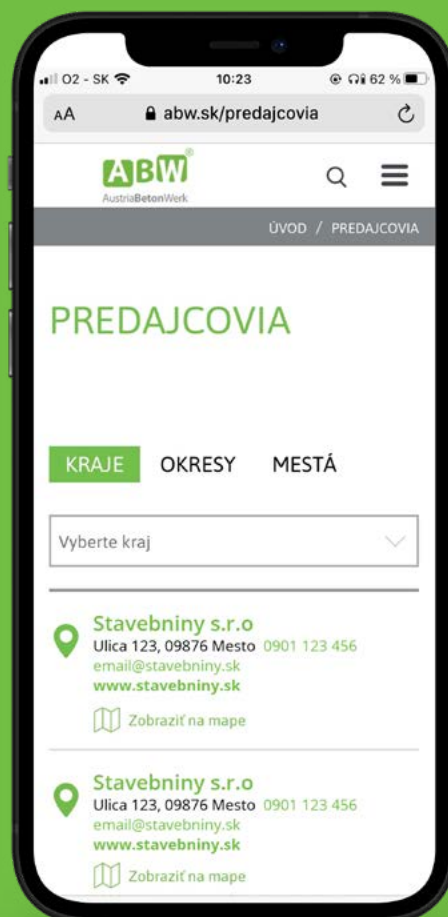 O2 - SK 10:23 62 %
AA abw.sk/predajcovia
ABW®
AustriaBetonWerk
ÚVOD / PREDAJCOVIA
PREDAJCOVIA
KRAJE OKRESY MESTÁ
Vyberte kraj
Stavebniny s.r.o
Ulica 123, 09876 Mesto 0901 123 456
email@stavebniny.sk
www.stavebniny.sk
Zobraziť na mape
Stavebniny s.r.o
Ulica 123, 09876 Mesto 0901 123 456
email@stavebniny.sk
www.stavebniny.sk
Zobraziť na mape